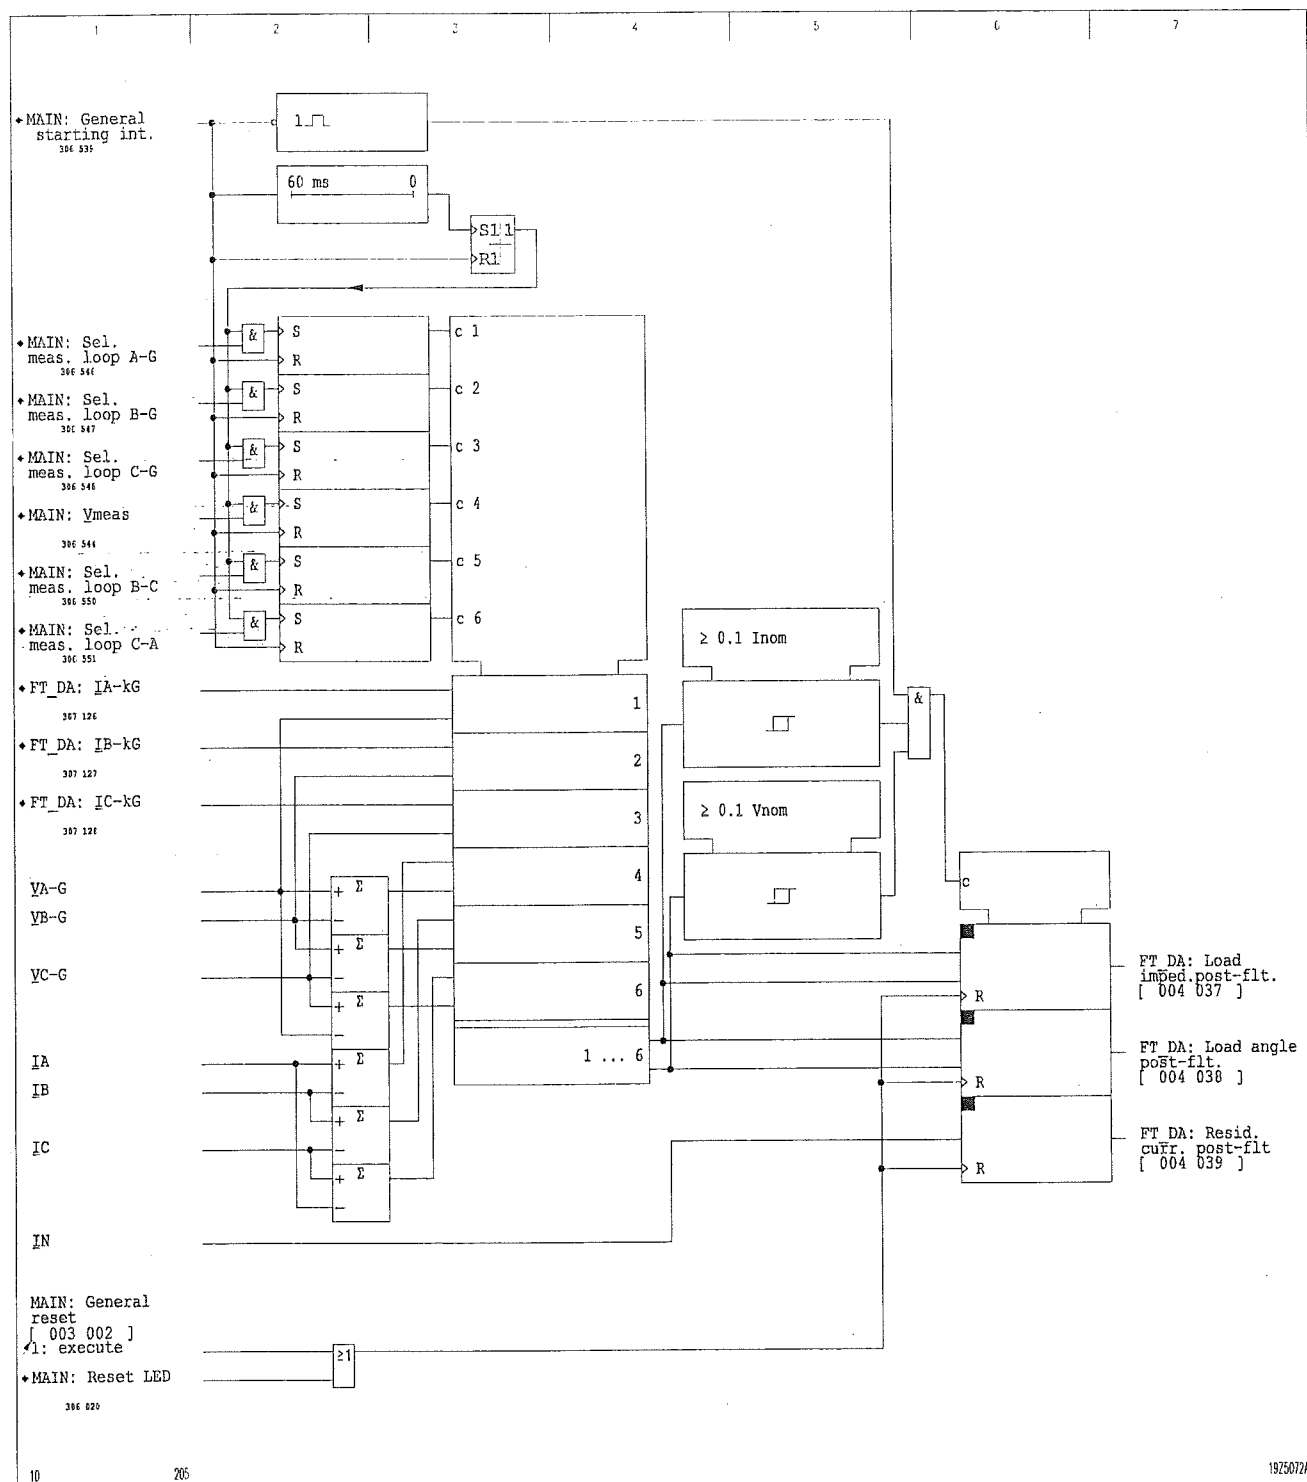 1 2 3 4 5 6 7
MAIN: General
starting int.
306 539
1
60 ms 0
S1 1
R1
MAIN: Sel.
meas. loop A-G
306 546
& S
R
c 1
MAIN: Sel.
meas. loop B-G
306 547
& S
R
c 2
MAIN: Sel.
meas. loop C-G
306 548
& S
R
c 3
MAIN: Vmeas
306 544
& S
R
c 4
MAIN: Sel.
meas. loop B-C
306 550
& S
R
c 5
MAIN: Sel.
meas. loop C-A
306 551
& S
R
c 6
≥ 0.1 Inom
FT_DA: IA-kG
307 126
1
&
FT_DA: IB-kG
307 127
2
FT_DA: IC-kG
307 128
3
≥ 0.1 Vnom
4
5
6
1 ... 6
VA-G
VB-G
VC-G
+ Σ
−
+ Σ
−
+ Σ
−
IA
IB
IC
+ Σ
−
+ Σ
−
+ Σ
−
c
R
FT_DA: Load
imped.post-flt.
[ 004 037 ]
R
FT_DA: Load angle
post-flt.
[ 004 038 ]
R
FT_DA: Resid.
curr. post-flt
[ 004 039 ]
IN
MAIN: General
reset
[ 003 002 ]
1: execute
≥1
MAIN: Reset LED
306 020
10 205 19Z5072A